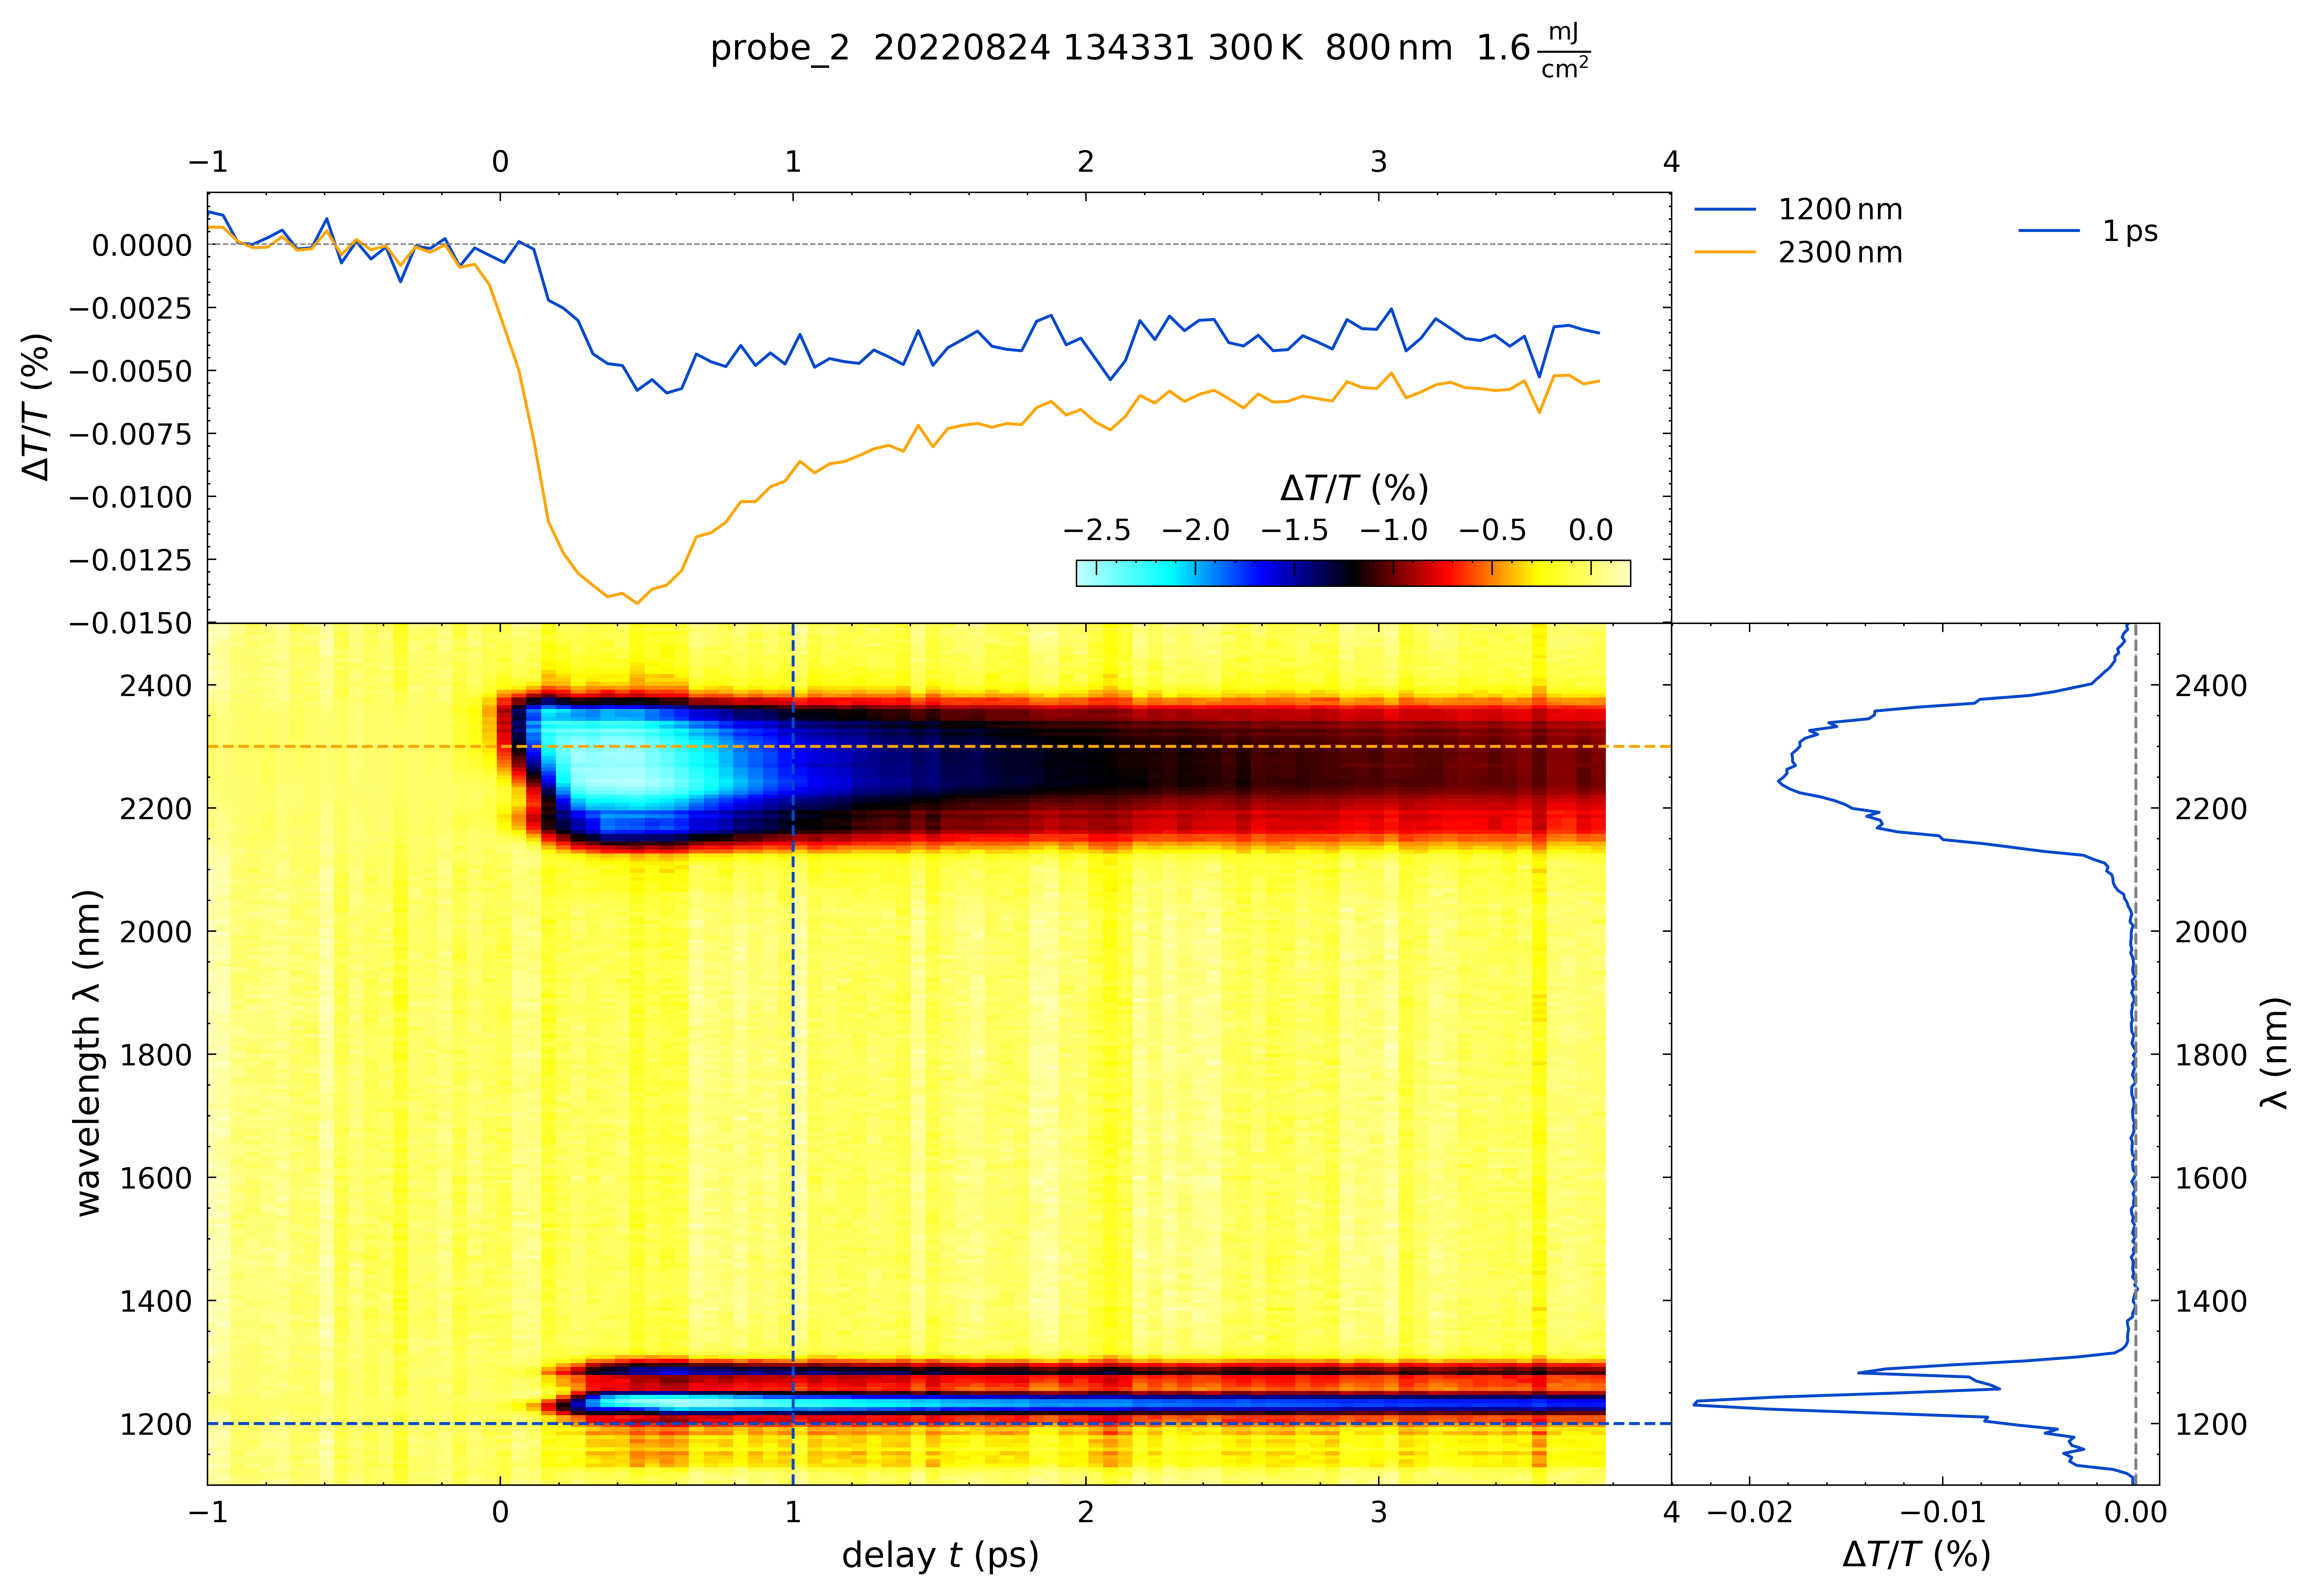 probe_2 20220824 134331 300 K 800 nm 1.6 mJ/cm²
−1 0 1 2 3 4
1200 nm
2300 nm
1 ps
ΔT/T (%)
0.0000
−0.0025
−0.0050
−0.0075
−0.0100
−0.0125
−0.0150
ΔT/T (%)
−2.5 −2.0 −1.5 −1.0 −0.5 0.0
wavelength λ (nm)
2400
2200
2000
1800
1600
1400
1200
−1 0 1 2 3 4
delay t (ps)
2400
2200
2000
1800
1600
1400
1200
λ (nm)
−0.02 −0.01 0.00
ΔT/T (%)